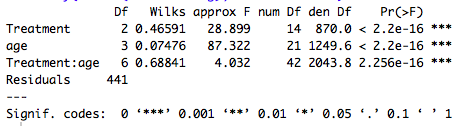 Df Wilks approx F num Df den Df Pr(>F)
Treatment 2 0.46591 28.899 14 870.0 < 2.2e-16 ***
age 3 0.07476 87.322 21 1249.6 < 2.2e-16 ***
Treatment:age 6 0.68841 4.032 42 2043.8 2.256e-16 ***
Residuals 441
---
Signif. codes: 0 ‘***’ 0.001 ‘**’ 0.01 ‘*’ 0.05 ‘.’ 0.1 ‘ ’ 1